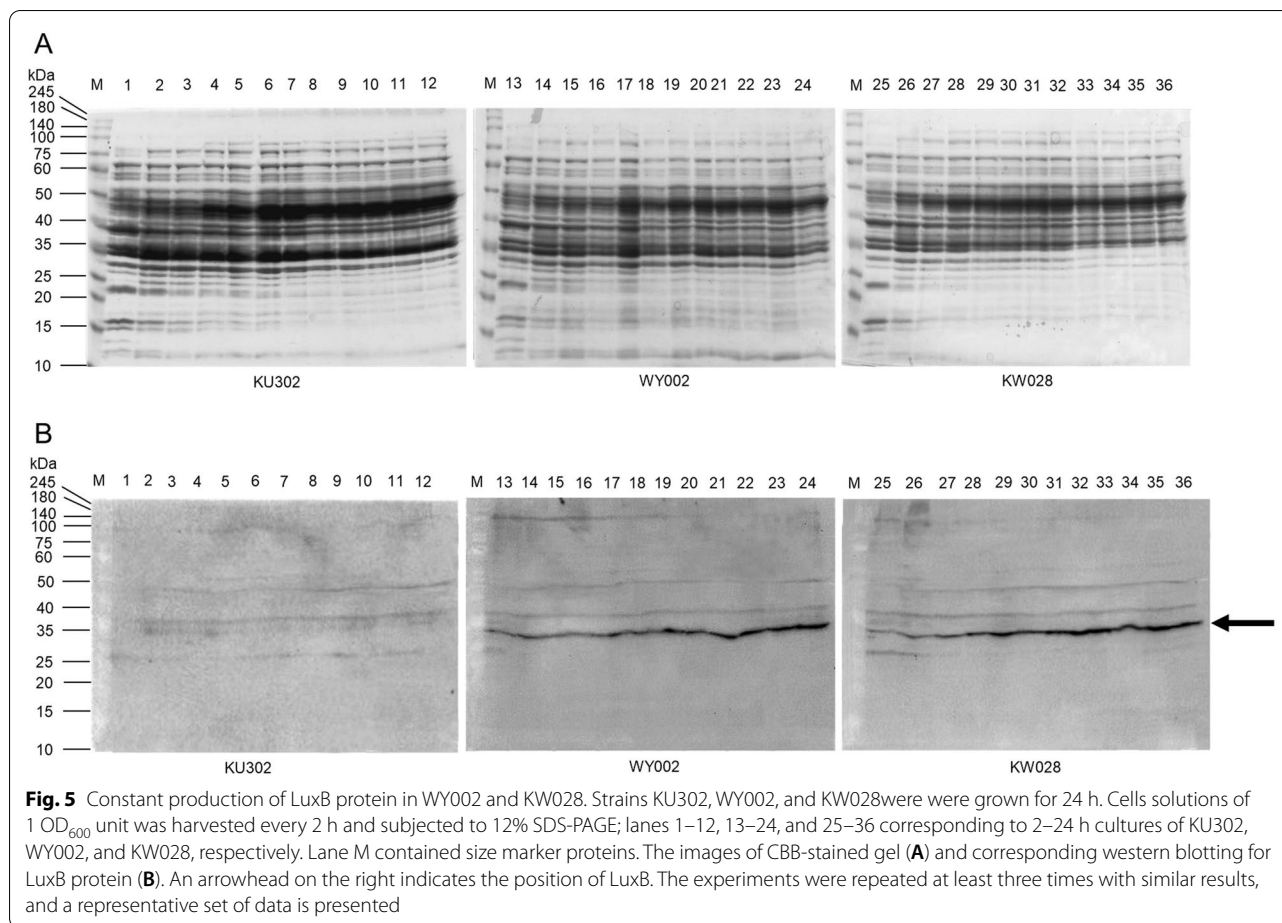 A
kDa M 1 2 3 4 5 6 7 8 9 10 11 12 M 13 14 15 16 17 18 19 20 21 22 23 24 M 25 26 27 28 29 30 31 32 33 34 35 36
245
180
140
100
75
60
50
40
35
25
20
15
10
KU302 WY002 KW028
B
kDa M 1 2 3 4 5 6 7 8 9 10 11 12 M 13 14 15 16 17 18 19 20 21 22 23 24 M 25 26 27 28 29 30 31 32 33 34 35 36
245
180
140
100
75
60
50
40
35
25
20
15
10
KU302 WY002 KW028
Fig. 5 Constant production of LuxB protein in WY002 and KW028. Strains KU302, WY002, and KW028were were grown for 24 h. Cells solutions of
1 OD600 unit was harvested every 2 h and subjected to 12% SDS-PAGE; lanes 1–12, 13–24, and 25–36 corresponding to 2–24 h cultures of KU302,
WY002, and KW028, respectively. Lane M contained size marker proteins. The images of CBB-stained gel (A) and corresponding western blotting for
LuxB protein (B). An arrowhead on the right indicates the position of LuxB. The experiments were repeated at least three times with similar results,
and a representative set of data is presented